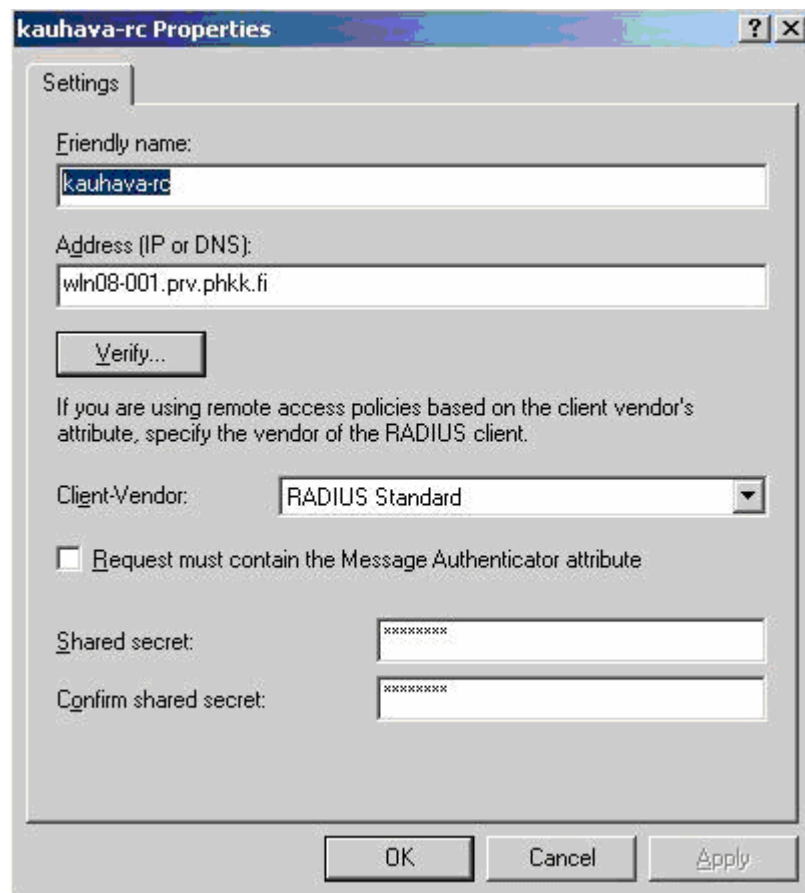 kauhava-rc Properties
Settings
Friendly name:
kauhava-rc
Address (IP or DNS):
wln08-001.prv.phkk.fi
Verify...
If you are using remote access policies based on the client vendor's
attribute, specify the vendor of the RADIUS client.
Client-Vendor: RADIUS Standard
Request must contain the Message Authenticator attribute
Shared secret: ********
Confirm shared secret: ********
OK Cancel Apply